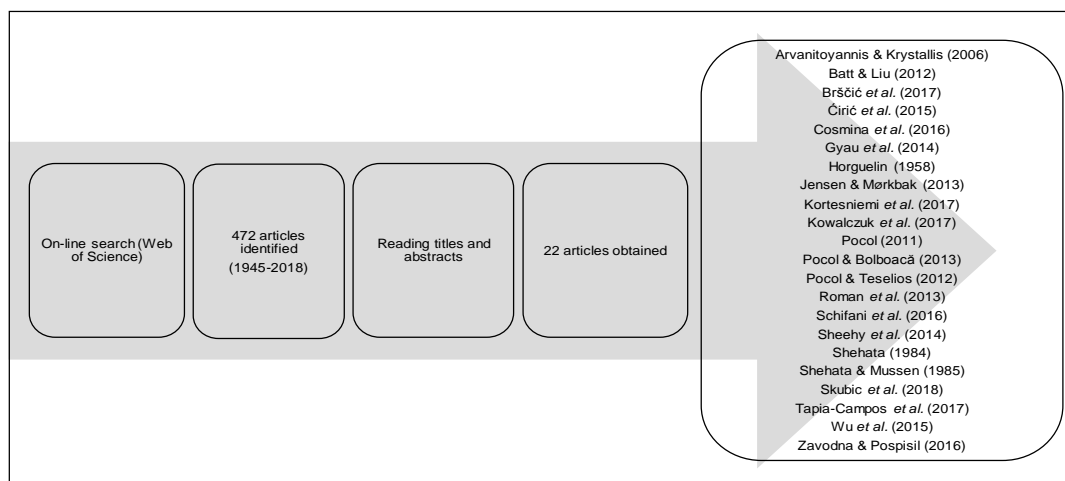 On-line search (Web
of Science)
472 articles
identified
(1945-2018)
Reading titles and
abstracts
22 articles obtained
Arvanitoyannis & Krystallis (2006)
Batt & Liu (2012)
Brščić et al. (2017)
Ćirić et al. (2015)
Cosmina et al. (2016)
Gyau et al. (2014)
Horguelin (1958)
Jensen & Mørkbak (2013)
Kortesniemi et al. (2017)
Kowalczuk et al. (2017)
Pocol (2011)
Pocol & Bolboacă (2013)
Pocol & Teselios (2012)
Roman et al. (2013)
Schifani et al. (2016)
Sheehy et al. (2014)
Shehata (1984)
Shehata & Mussen (1985)
Skubic et al. (2018)
Tapia-Campos et al. (2017)
Wu et al. (2015)
Zavodna & Pospisil (2016)